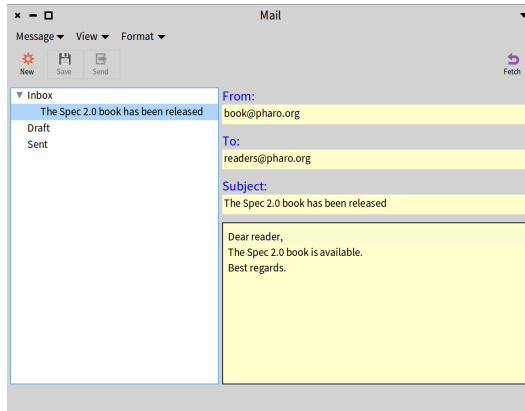 Mail
Message View Format
New Save Send Fetch
Inbox
The Spec 2.0 book has been released
Draft
Sent
From:
book@pharo.org
To:
readers@pharo.org
Subject:
The Spec 2.0 book has been released
Dear reader,
The Spec 2.0 book is available.
Best regards.